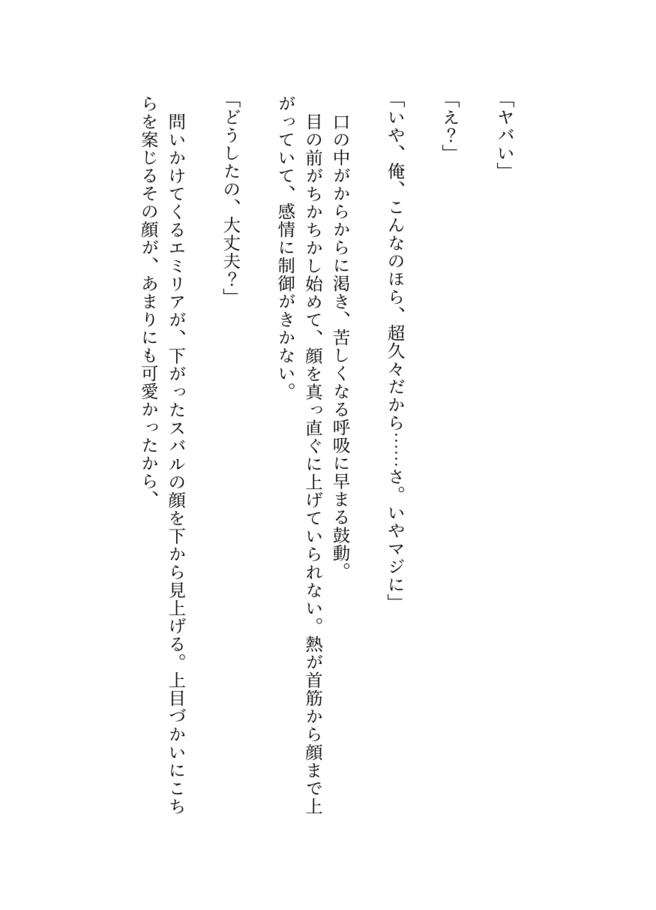 「ヤバい」
「え？」
「いや、俺、こんなのほら、超久々だから……さ。いやマジに」
　口の中がからからに渇き、苦しくなる呼吸に早まる鼓動。
　目の前がちかちかし始めて、顔を真っ直ぐに上げていられない。熱が首筋から顔まで上
がっていて、感情に制御がきかない。
「どうしたの、大丈夫？」
　問いかけてくるエミリアが、下がったスバルの顔を下から見上げる。上目づかいにこち
らを案じるその顔が、あまりにも可愛かったから、